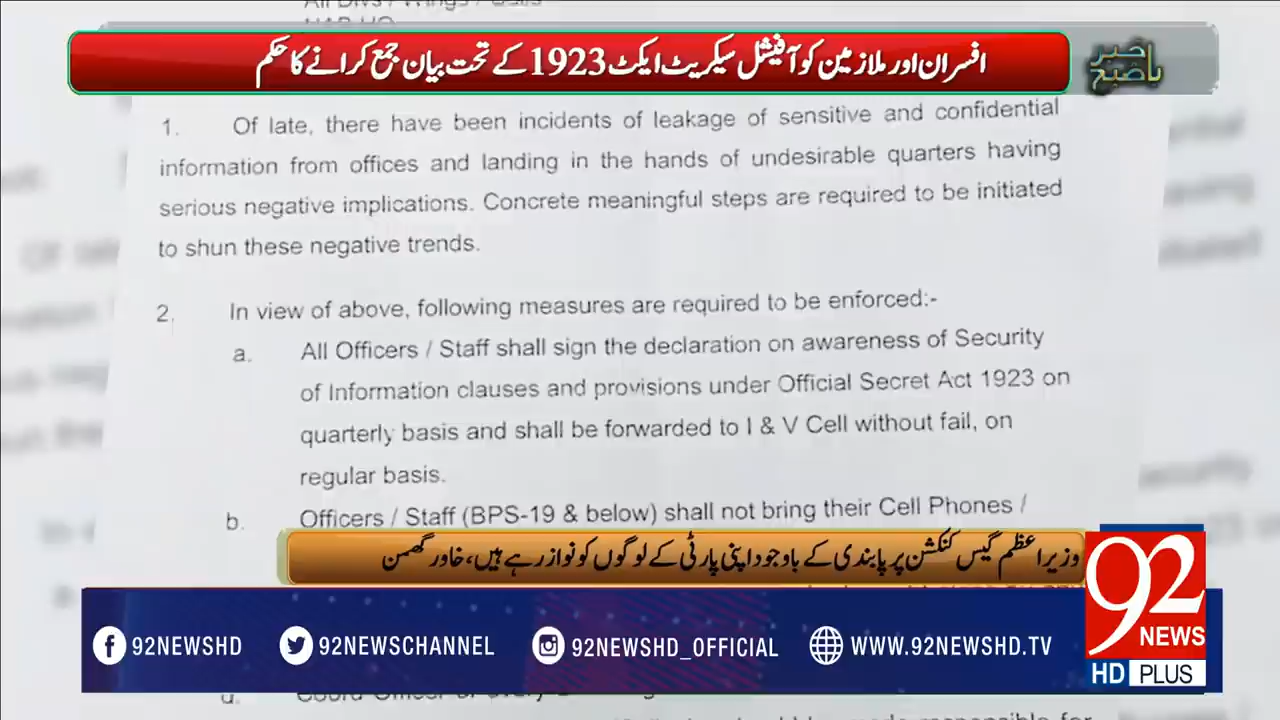 افسران اور ملازمین کو آفیشل سیکریٹ ایکٹ 1923 کے تحت بیان جمع کرانے کا حکم
باخبر صبح
1. Of late, there have been incidents of leakage of sensitive and confidential
information from offices and landing in the hands of undesirable quarters having
serious negative implications. Concrete meaningful steps are required to be initiated
to shun these negative trends.
2. In view of above, following measures are required to be enforced:-
a. All Officers / Staff shall sign the declaration on awareness of Security
of Information clauses and provisions under Official Secret Act 1923 on
quarterly basis and shall be forwarded to I & V Cell without fail, on
regular basis.
b. Officers / Staff (BPS-19 & below) shall not bring their Cell Phones /
وزیراعظم گیس کنکشن پر پابندی کے باوجود اپنی پارٹی کے لوگوں کو نواز رہے ہیں، خاور گھمن
92
NEWS
HD PLUS
92NEWSHD 92NEWSCHANNEL 92NEWSHD_OFFICIAL WWW.92NEWSHD.TV